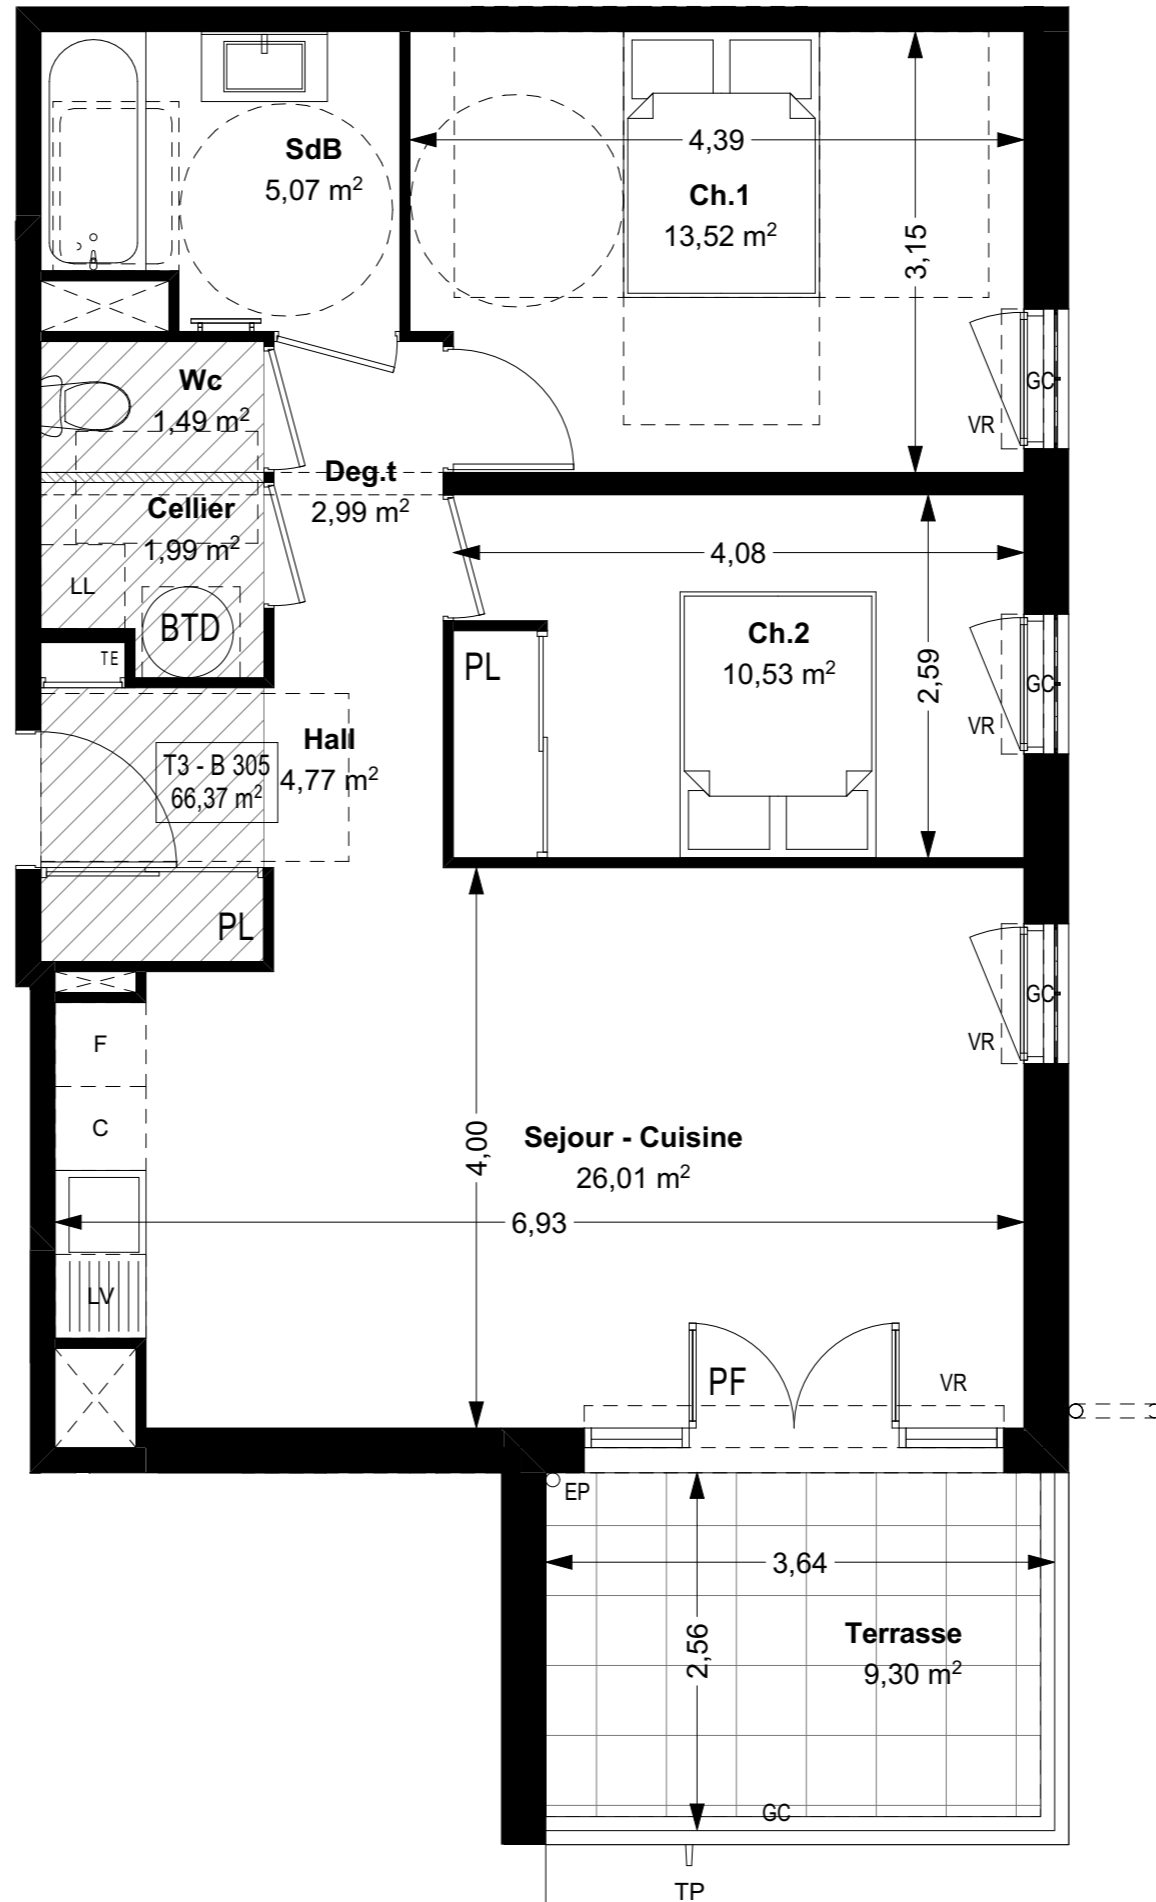 SdB
5,07 m²
4,39
Ch.1
13,52 m²
3,15
GC
VR
Wc
1,49 m²
Deg.t
2,99 m²
Cellier
1,99 m²
LL
BTD
TE
4,08
PL
Ch.2
10,53 m²
2,59
GC
VR
Hall
4,77 m²
T3 - B 305
66,37 m²
PL
GC
VR
F
C
LV
4,00
Sejour - Cuisine
26,01 m²
6,93
PF
VR
EP
3,64
2,56
Terrasse
9,30 m²
GC
TP